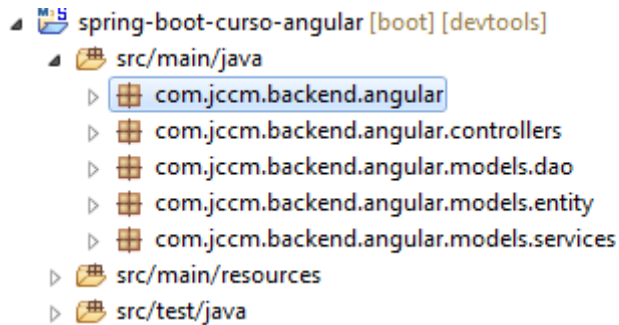 spring-boot-curso-angular [boot] [devtools]
src/main/java
com.jccm.backend.angular
com.jccm.backend.angular.controllers
com.jccm.backend.angular.models.dao
com.jccm.backend.angular.models.entity
com.jccm.backend.angular.models.services
src/main/resources
src/test/java